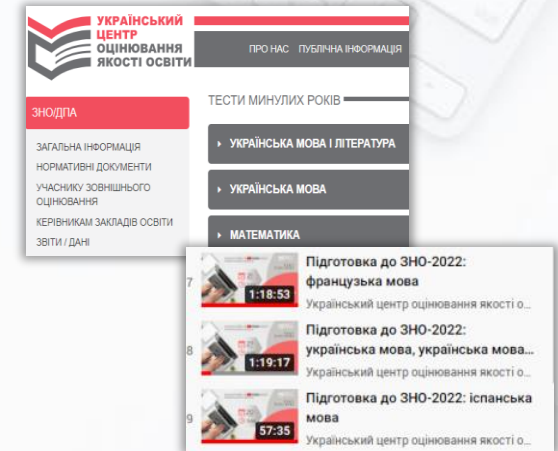 УКРАЇНСЬКИЙ
ЦЕНТР
ОЦІНЮВАННЯ
ЯКОСТІ ОСВІТИ
ПРО НАС ПУБЛІЧНА ІНФОРМАЦІЯ
ЗНО/ДПА
ЗАГАЛЬНА ІНФОРМАЦІЯ
НОРМАТИВНІ ДОКУМЕНТИ
УЧАСНИКУ ЗОВНІШНЬОГО
ОЦІНЮВАННЯ
КЕРІВНИКАМ ЗАКЛАДІВ ОСВІТИ
ЗВІТИ / ДАНІ
ТЕСТИ МИНУЛИХ РОКІВ
УКРАЇНСЬКА МОВА І ЛІТЕРАТУРА
УКРАЇНСЬКА МОВА
МАТЕМАТИКА
7
1:18:53
Підготовка до ЗНО-2022:
французька мова
Український центр оцінювання якості о...
8
1:19:17
Підготовка до ЗНО-2022:
українська мова, українська мова...
Український центр оцінювання якості о...
9
57:35
Підготовка до ЗНО-2022: іспанська
мова
Український центр оцінювання якості о...